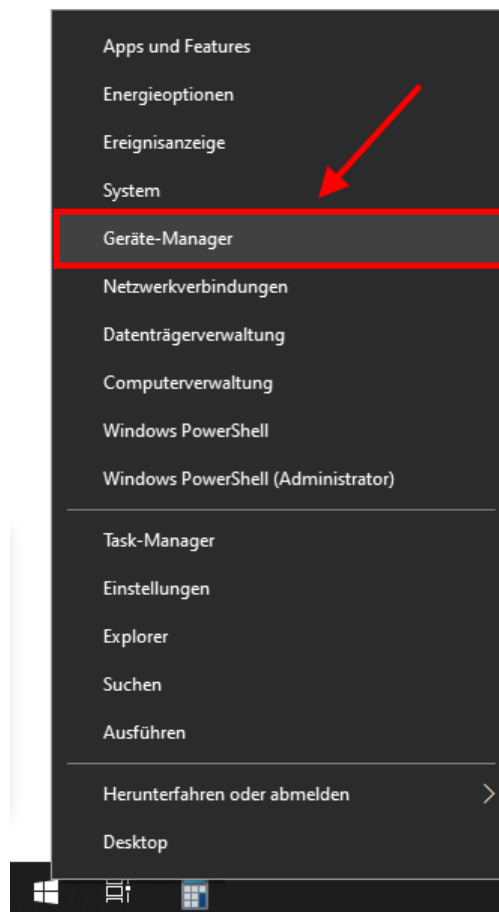 Apps und Features
Energieoptionen
Ereignisanzeige
System
Geräte-Manager
Netzwerkverbindungen
Datenträgerverwaltung
Computerverwaltung
Windows PowerShell
Windows PowerShell (Administrator)
Task-Manager
Einstellungen
Explorer
Suchen
Ausführen
Herunterfahren oder abmelden
Desktop